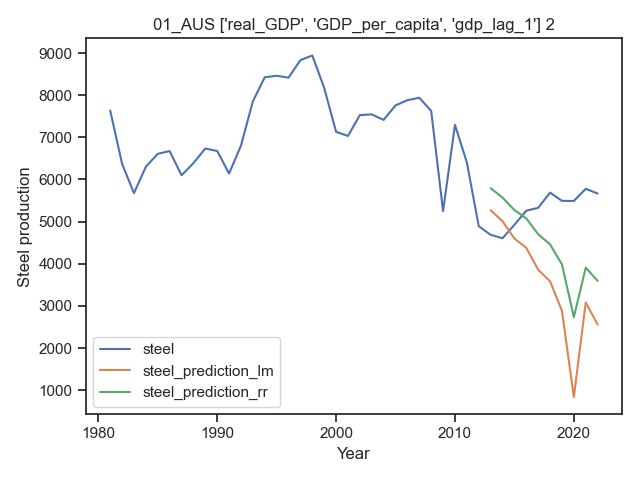 01_AUS ['real_GDP', 'GDP_per_capita', 'gdp_lag_1'] 2
9000
8000
7000
6000
5000
4000
3000
2000
1000
Steel production
steel
steel_prediction_lm
steel_prediction_rr
1980 1990 2000 2010 2020
Year